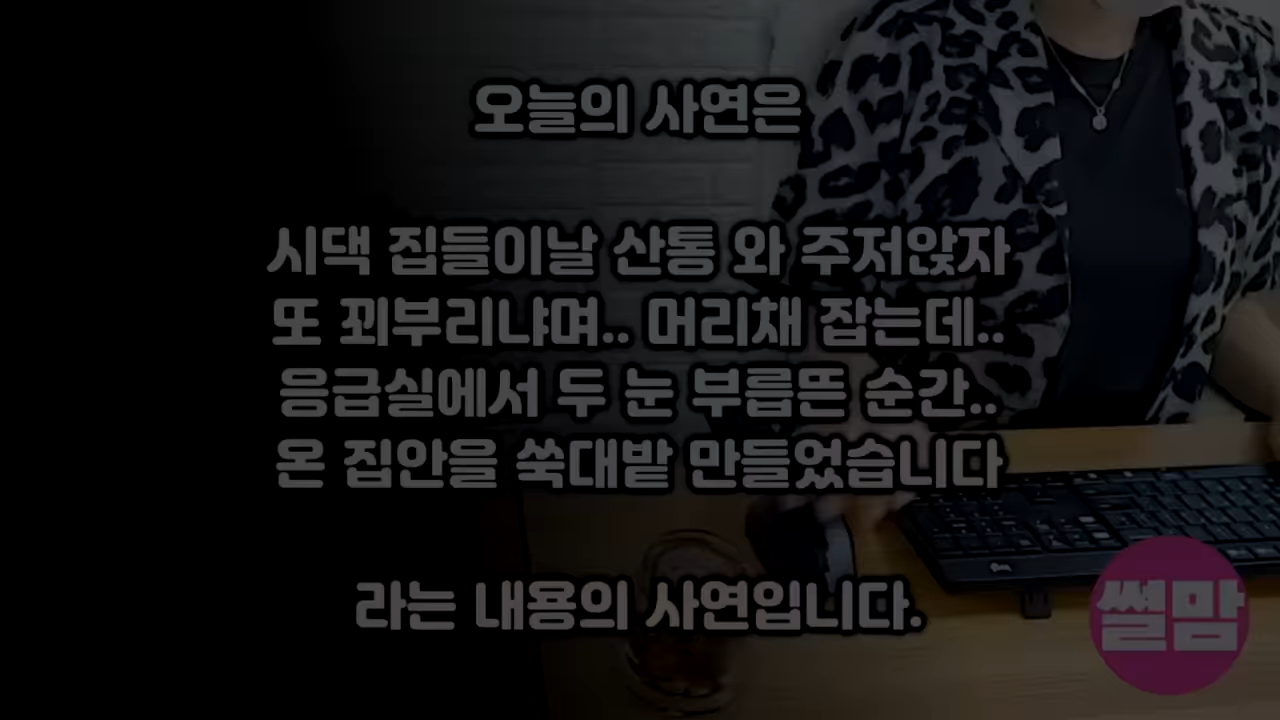 오늘의 사연은
시댁 집들이날 산통 와 주저앉자
또 꾀부리냐며.. 머리채 잡는데..
응급실에서 두 눈 부릅뜬 순간..
온 집안을 쑥대밭 만들었습니다
라는 내용의 사연입니다.
썰맘